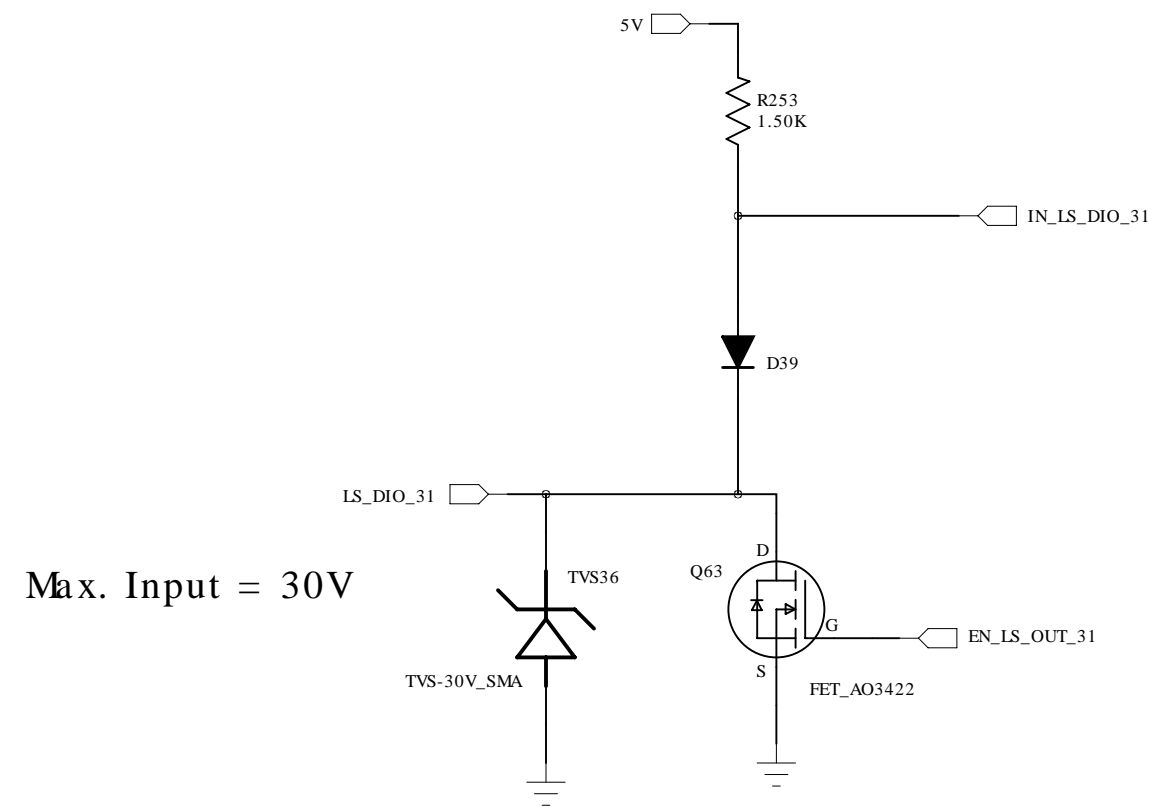 5V
R253
1.50K
IN_LS_DIO_31
D39
LS_DIO_31
Max. Input = 30V
TVS36
TVS-30V_SMA
Q63
D
G
S
EN_LS_OUT_31
FET_AO3422